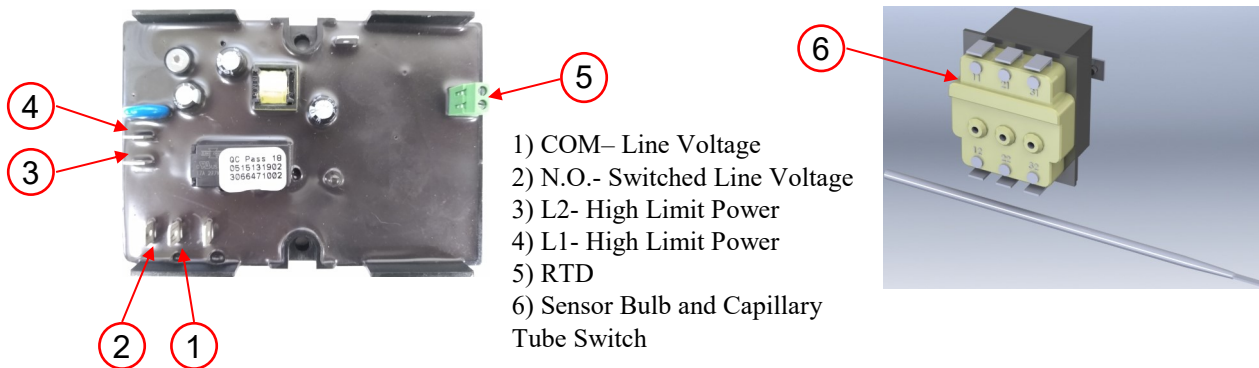 4
3
2
1
5
6
QC Pass 18
0515131902
3066471002
1) COM– Line Voltage
2) N.O.- Switched Line Voltage
3) L2- High Limit Power
4) L1- High Limit Power
5) RTD
6) Sensor Bulb and Capillary
Tube Switch